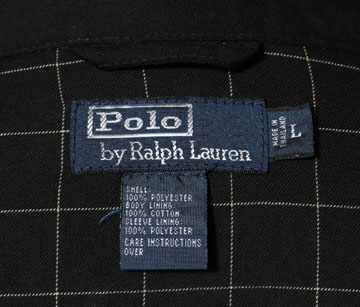 Polo
by Ralph Lauren
MADE IN
THAILAND
L
SHELL:
100% POLYESTER
BODY LINING:
100% COTTON
SLEEVE LINING:
100% POLYESTER
CARE INSTRUCTIONS
OVER